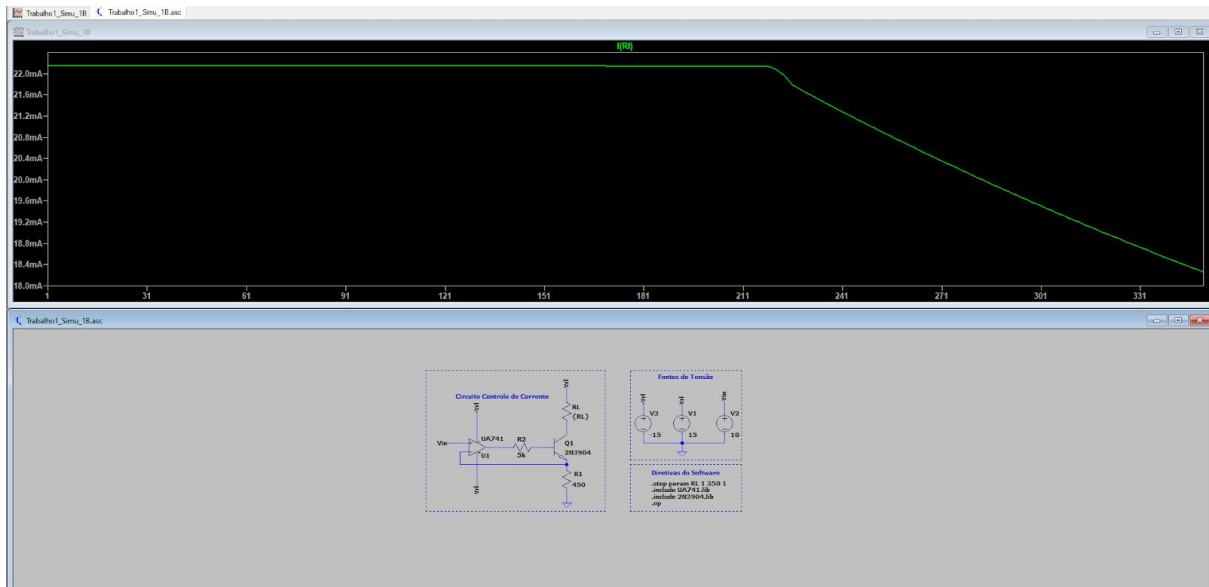 Trabalho1_Simu_1B Trabalho1_Simu_1B.asc
Trabalho1_Simu_1B
I(Rl)
22.0mA
21.6mA
21.2mA
20.8mA
20.4mA
20.0mA
19.6mA
19.2mA
18.8mA
18.4mA
18.0mA
1 31 61 91 121 151 181 211 241 271 301 331
Trabalho1_Simu_1B.asc
Circuito Controle de Corrente
RL
(RL)
Vin
UA741
U1
R2
5k
Q1
2N3904
R1
450
Fontes de Tensão
Vin
V3 V1 V2
-15 15 10
Diretivas do Software
.step param RL 1 350 1
.include UA741.lib
.include 2N3904.lib
.op